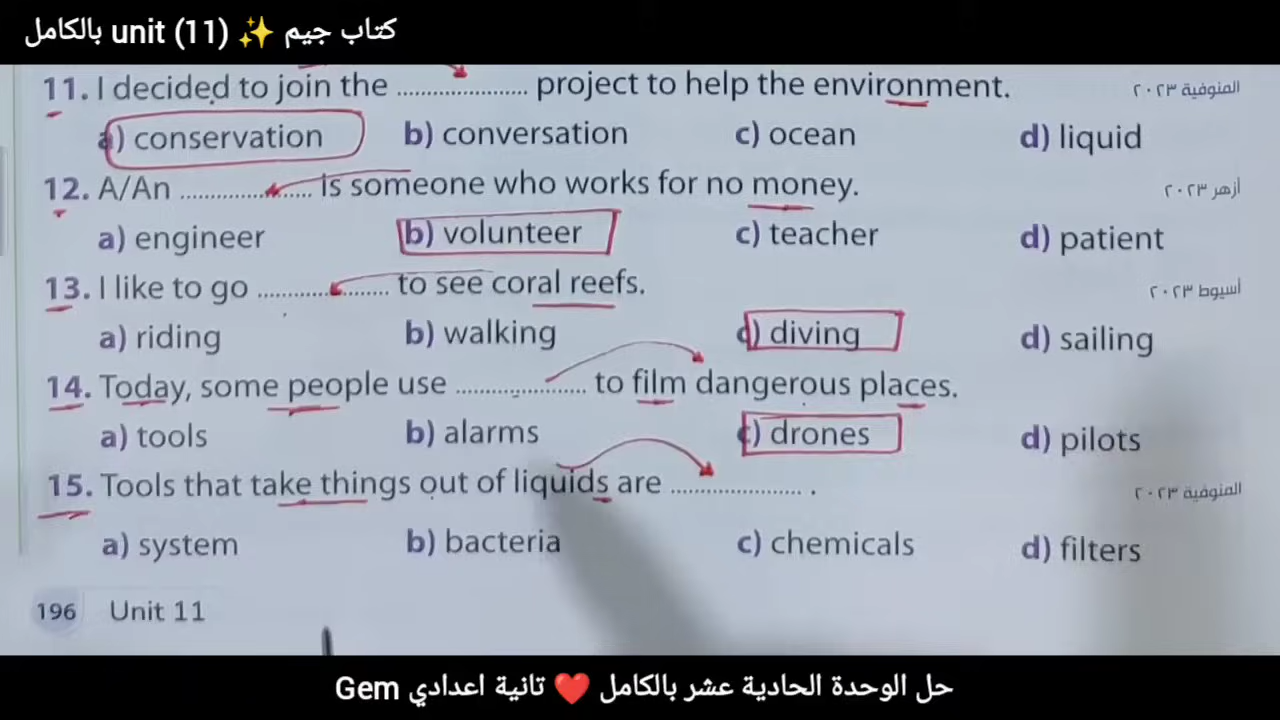 كتاب جيم ✨ unit (11) بالكامل
11. I decided to join the ........................ project to help the environment. المنوفية ٢٠٢٣
a) conservation b) conversation c) ocean d) liquid
12. A/An ........................ is someone who works for no money. أزهر ٢٠٢٣
a) engineer b) volunteer c) teacher d) patient
13. I like to go ........................ to see coral reefs. أسيوط ٢٠٢٣
a) riding b) walking c) diving d) sailing
14. Today, some people use ........................ to film dangerous places.
a) tools b) alarms c) drones d) pilots
15. Tools that take things out of liquids are ........................ . المنوفية ٢٠٢٣
a) system b) bacteria c) chemicals d) filters
196 Unit 11
حل الوحدة الحادية عشر بالكامل ❤️ تانية اعدادي Gem